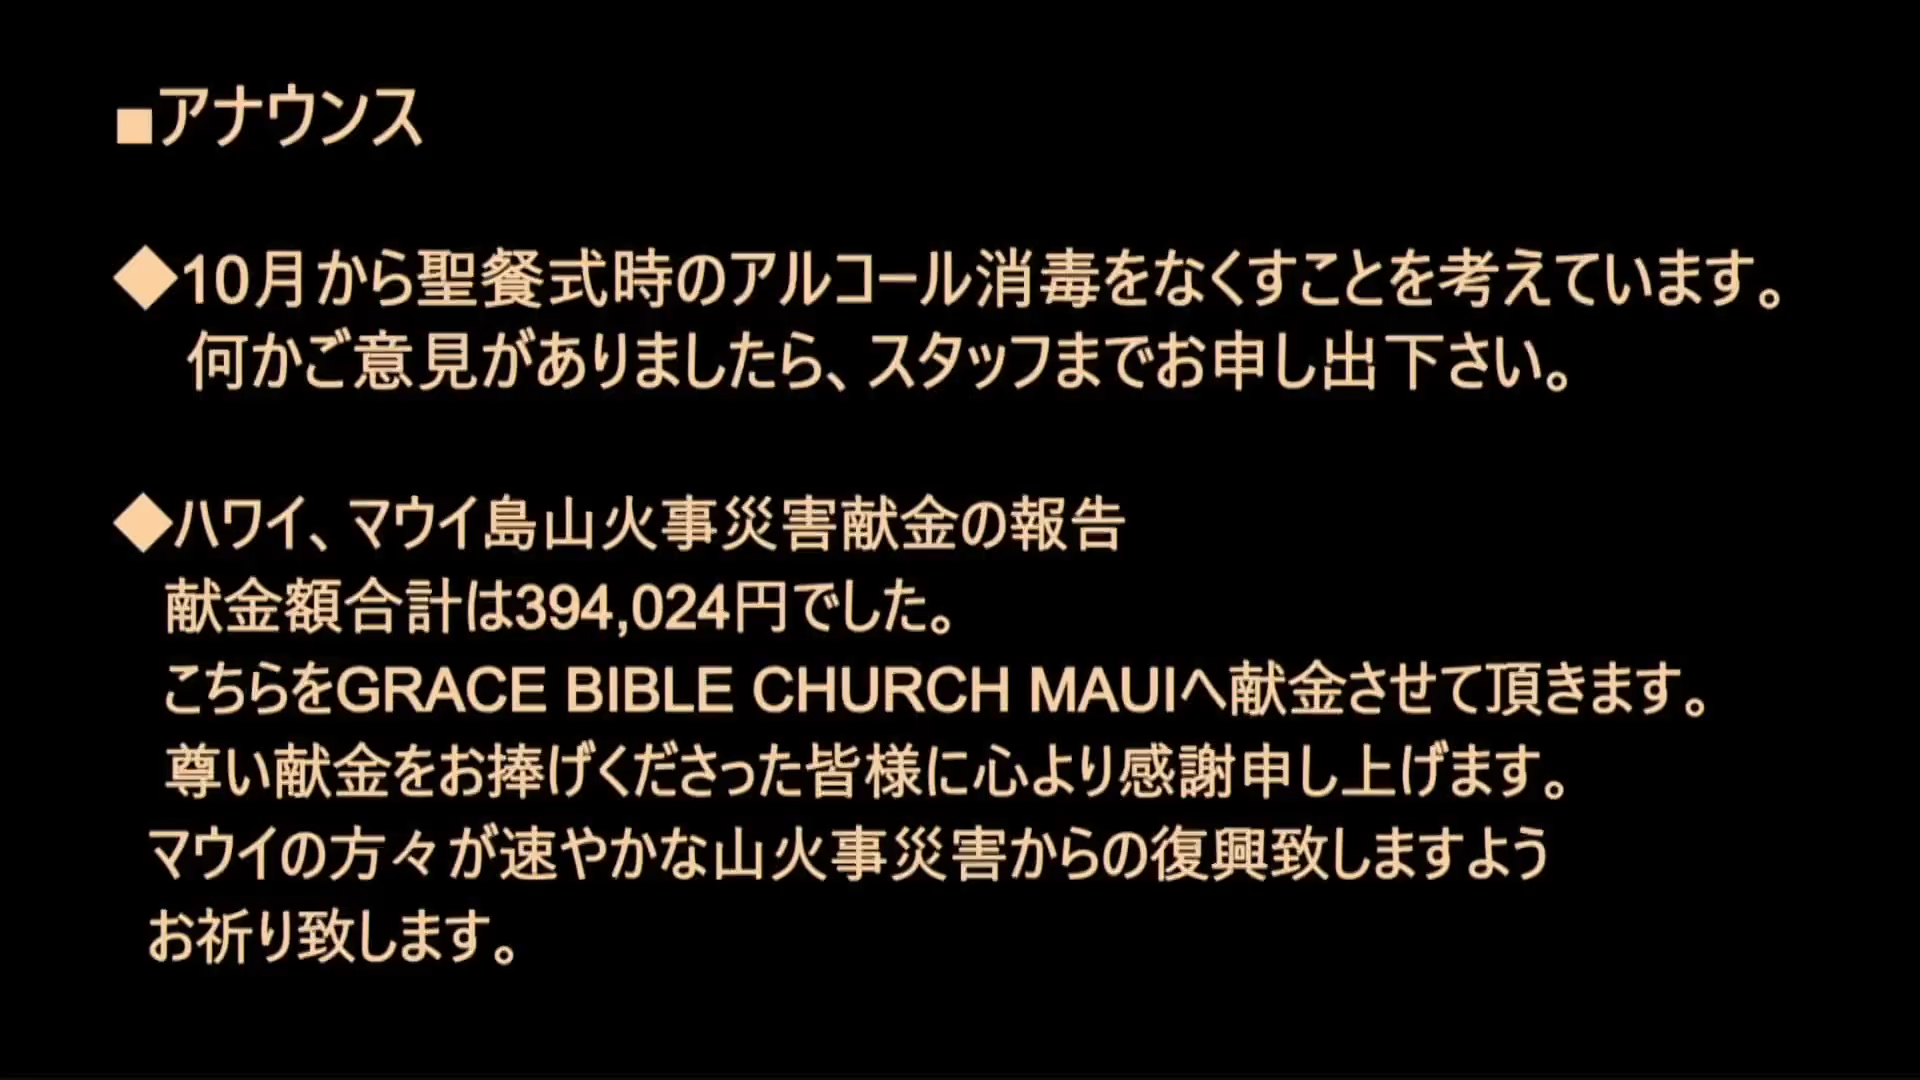 ■アナウンス
◆10月から聖餐式時のアルコール消毒をなくすことを考えています。
何かご意見がありましたら、スタッフまでお申し出下さい。
◆ハワイ、マウイ島山火事災害献金の報告
献金額合計は394,024円でした。
こちらをGRACE BIBLE CHURCH MAUIへ献金させて頂きます。
尊い献金をお捧げくださった皆様に心より感謝申し上げます。
マウイの方々が速やかな山火事災害からの復興致しますよう
お祈り致します。